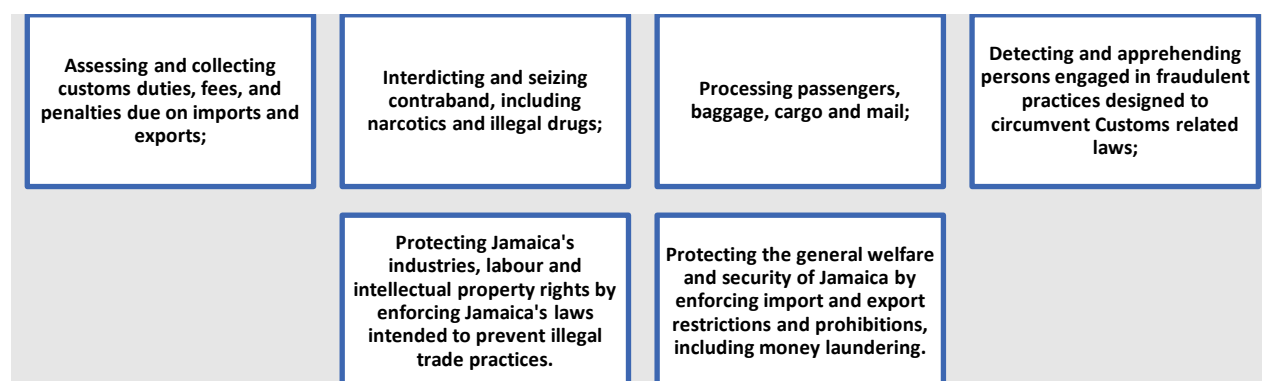 Assessing and collecting
customs duties, fees, and
penalties due on imports and
exports;
Interdicting and seizing
contraband, including
narcotics and illegal drugs;
Processing passengers,
baggage, cargo and mail;
Detecting and apprehending
persons engaged in fraudulent
practices designed to
circumvent Customs related
laws;
Protecting Jamaica's
industries, labour and
intellectual property rights by
enforcing Jamaica's laws
intended to prevent illegal
trade practices.
Protecting the general welfare
and security of Jamaica by
enforcing import and export
restrictions and prohibitions,
including money laundering.